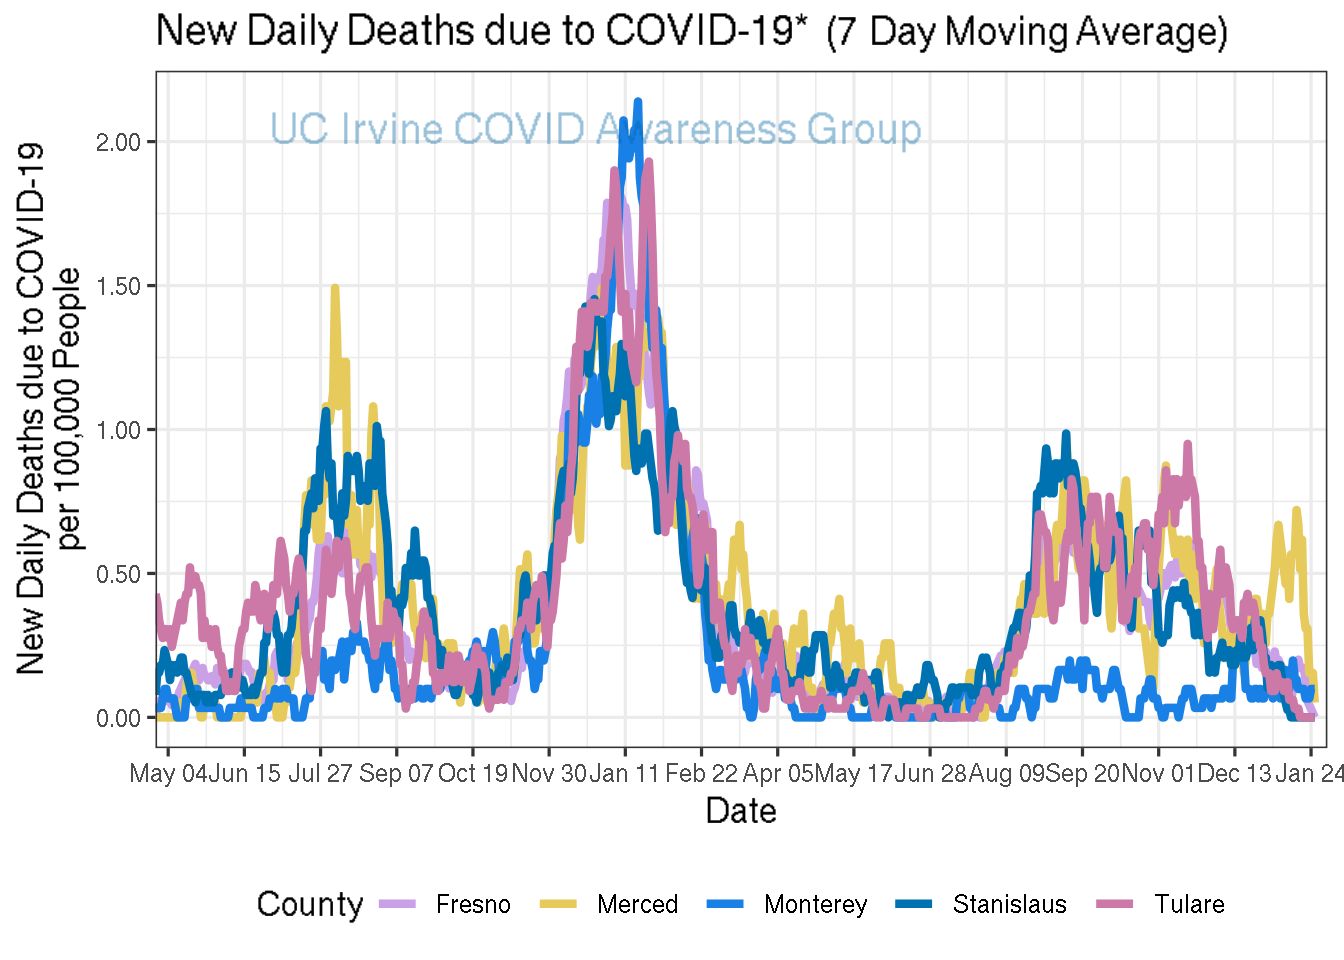 New Daily Deaths due to COVID-19* (7 Day Moving Average)
UC Irvine COVID Awareness Group
New Daily Deaths due to COVID-19
per 100,000 People
2.00
1.50
1.00
0.50
0.00
May 04 Jun 15 Jul 27 Sep 07 Oct 19 Nov 30 Jan 11 Feb 22 Apr 05 May 17 Jun 28 Aug 09 Sep 20 Nov 01 Dec 13 Jan 24
Date
County Fresno Merced Monterey Stanislaus Tulare